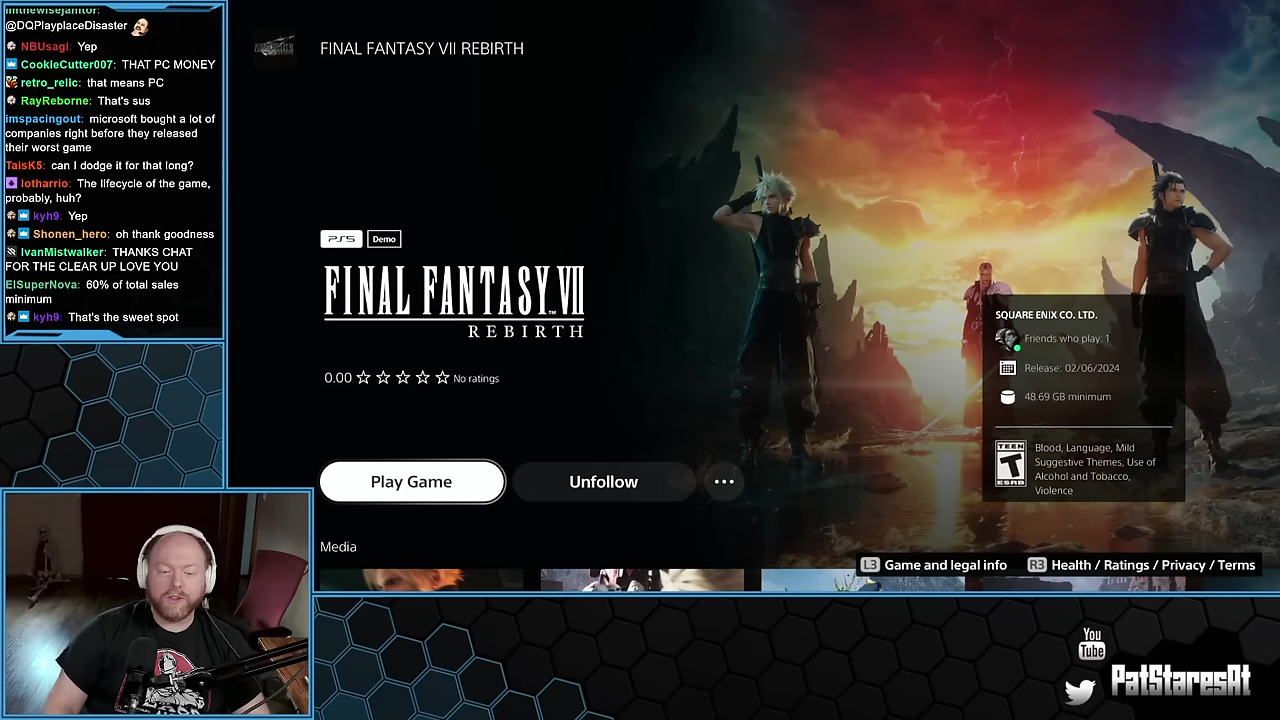 imthewisejanitor:
@DQPlayplaceDisaster
NBUsagi: Yep
CookieCutter007: THAT PC MONEY
retro_relic: that means PC
RayReborne: That's sus
imspacingout: microsoft bought a lot of
companies right before they released
their worst game
TaisK5: can I dodge it for that long?
lotharrio: The lifecycle of the game,
probably, huh?
kyh9: Yep
Shonen_hero: oh thank goodness
IvanMistwalker: THANKS CHAT
FOR THE CLEAR UP LOVE YOU
ElSuperNova: 60% of total sales
minimum
kyh9: That's the sweet spot
FINAL FANTASY VII REBIRTH
PS5 Demo
FINAL FANTASY VII
REBIRTH
0.00 No ratings
Play Game Unfollow ...
Media
SQUARE ENIX CO. LTD.
Friends who play: 1
Release: 02/06/2024
48.69 GB minimum
TEEN
T
ESRB
Blood, Language, Mild
Suggestive Themes, Use of
Alcohol and Tobacco,
Violence
L3 Game and legal info R3 Health / Ratings / Privacy / Terms
You
Tube
PatStaresAt